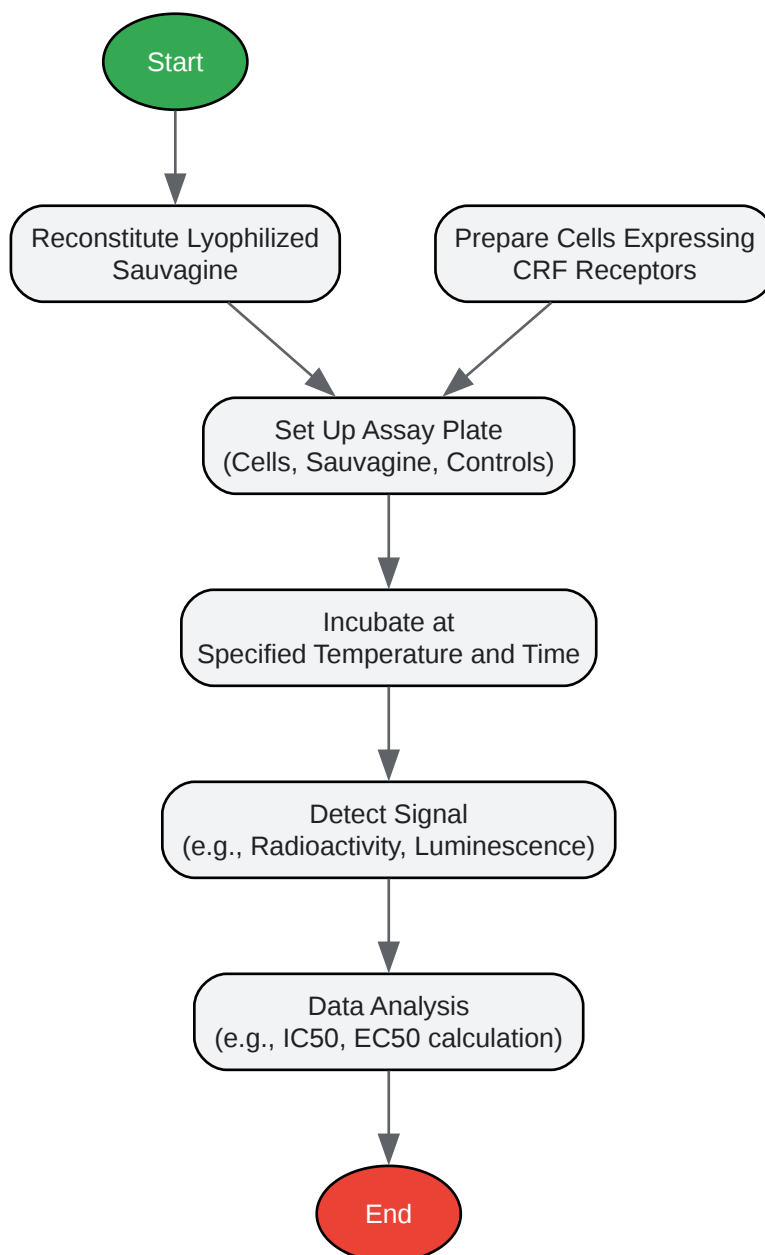 Start
Reconstitute Lyophilized
Sauvagine
Prepare Cells Expressing
CRF Receptors
Set Up Assay Plate
(Cells, Sauvagine, Controls)
Incubate at
Specified Temperature and Time
Detect Signal
(e.g., Radioactivity, Luminescence)
Data Analysis
(e.g., IC50, EC50 calculation)
End